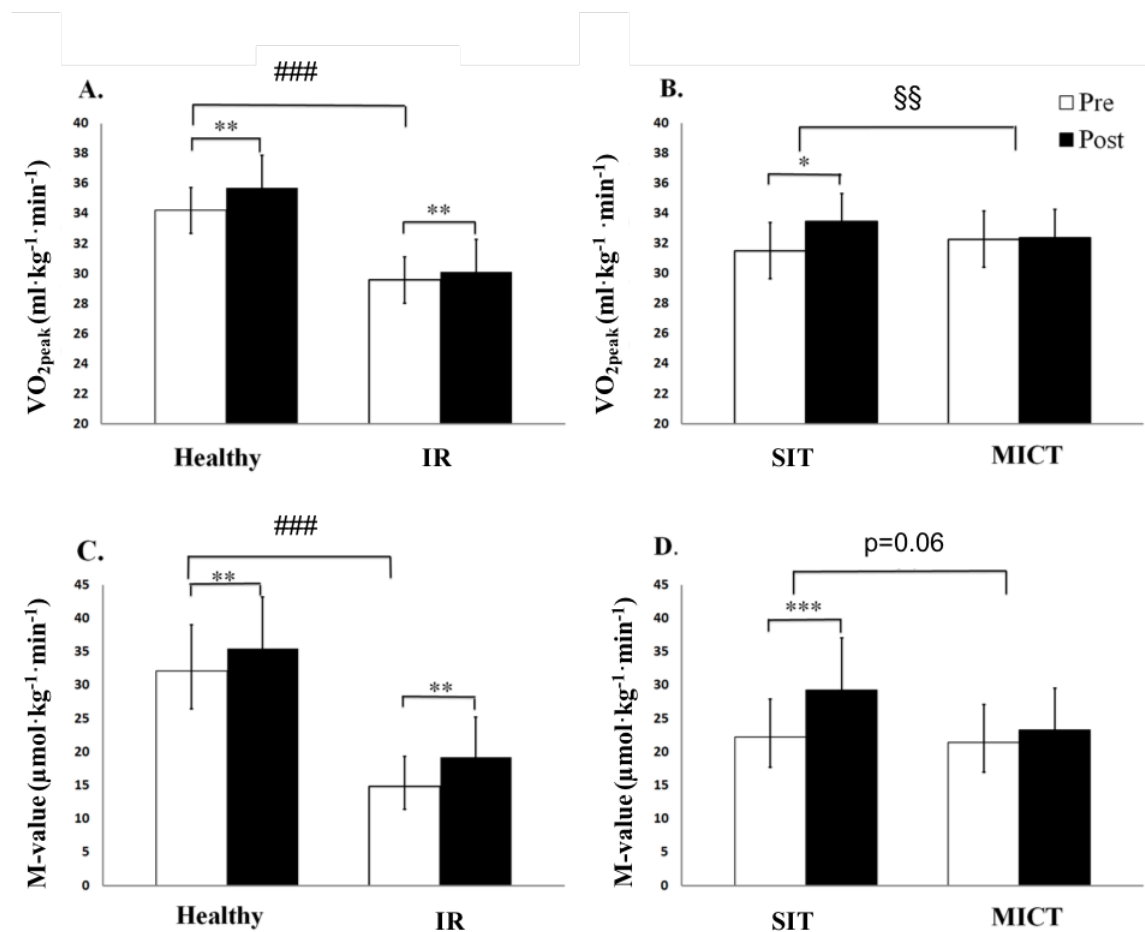 ###
A.
**
**
40
38
36
34
32
30
28
26
24
22
20
VO2peak (ml·kg-1 ·min-1)
Healthy
IR
§§
B.
Pre
Post
*
40
38
36
34
32
30
28
26
24
22
20
VO2peak (ml·kg-1 ·min-1)
SIT
MICT
###
C.
**
**
45
40
35
30
25
20
15
10
5
0
M-value (µmol·kg-1·min-1)
Healthy
IR
p=0.06
D.
***
45
40
35
30
25
20
15
10
5
0
M-value (µmol·kg-1·min-1)
SIT
MICT